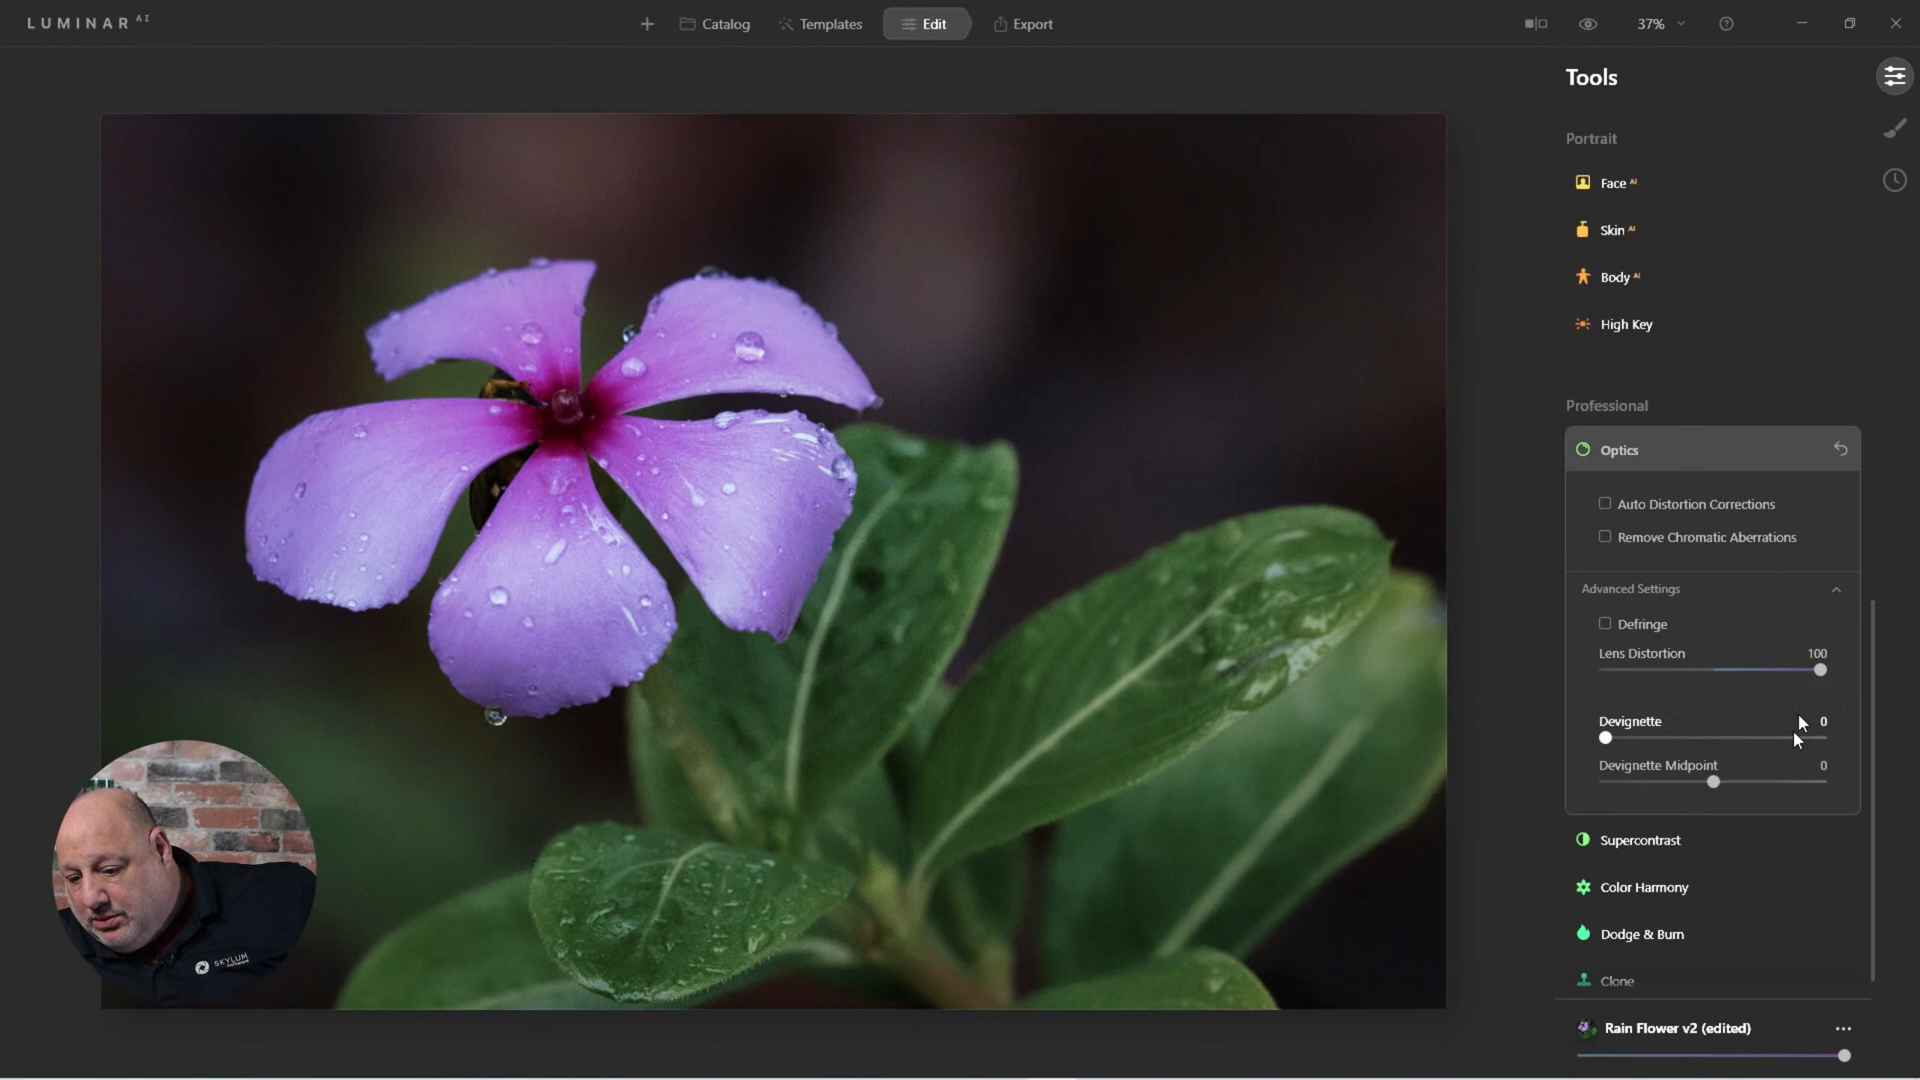 LUMINAR AI
Catalog
Templates
Edit
Export
37%
Tools
Portrait
Face AI
Skin AI
Body AI
High Key
Professional
Optics
Auto Distortion Corrections
Remove Chromatic Aberrations
Advanced Settings
Defringe
Lens Distortion 100
Devignette 0
Devignette Midpoint 0
Supercontrast
Color Harmony
Dodge & Burn
Clone
Rain Flower v2 (edited)
SKYLUM